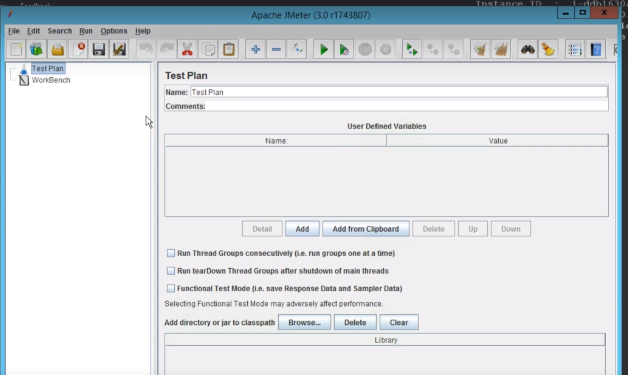 Instance ID : i-ddb1630
Apache JMeter (3.0 r1743807)
File Edit Search Run Options Help
Test Plan
WorkBench
Test Plan
Name: Test Plan
Comments:
User Defined Variables
Name: Value
Detail Add Add from Clipboard Delete Up Down
Run Thread Groups consecutively (i.e. run groups one at a time)
Run tearDown Thread Groups after shutdown of main threads
Functional Test Mode (i.e. save Response Data and Sampler Data)
Selecting Functional Test Mode may adversely affect performance.
Add directory or jar to classpath Browse... Delete Clear
Library